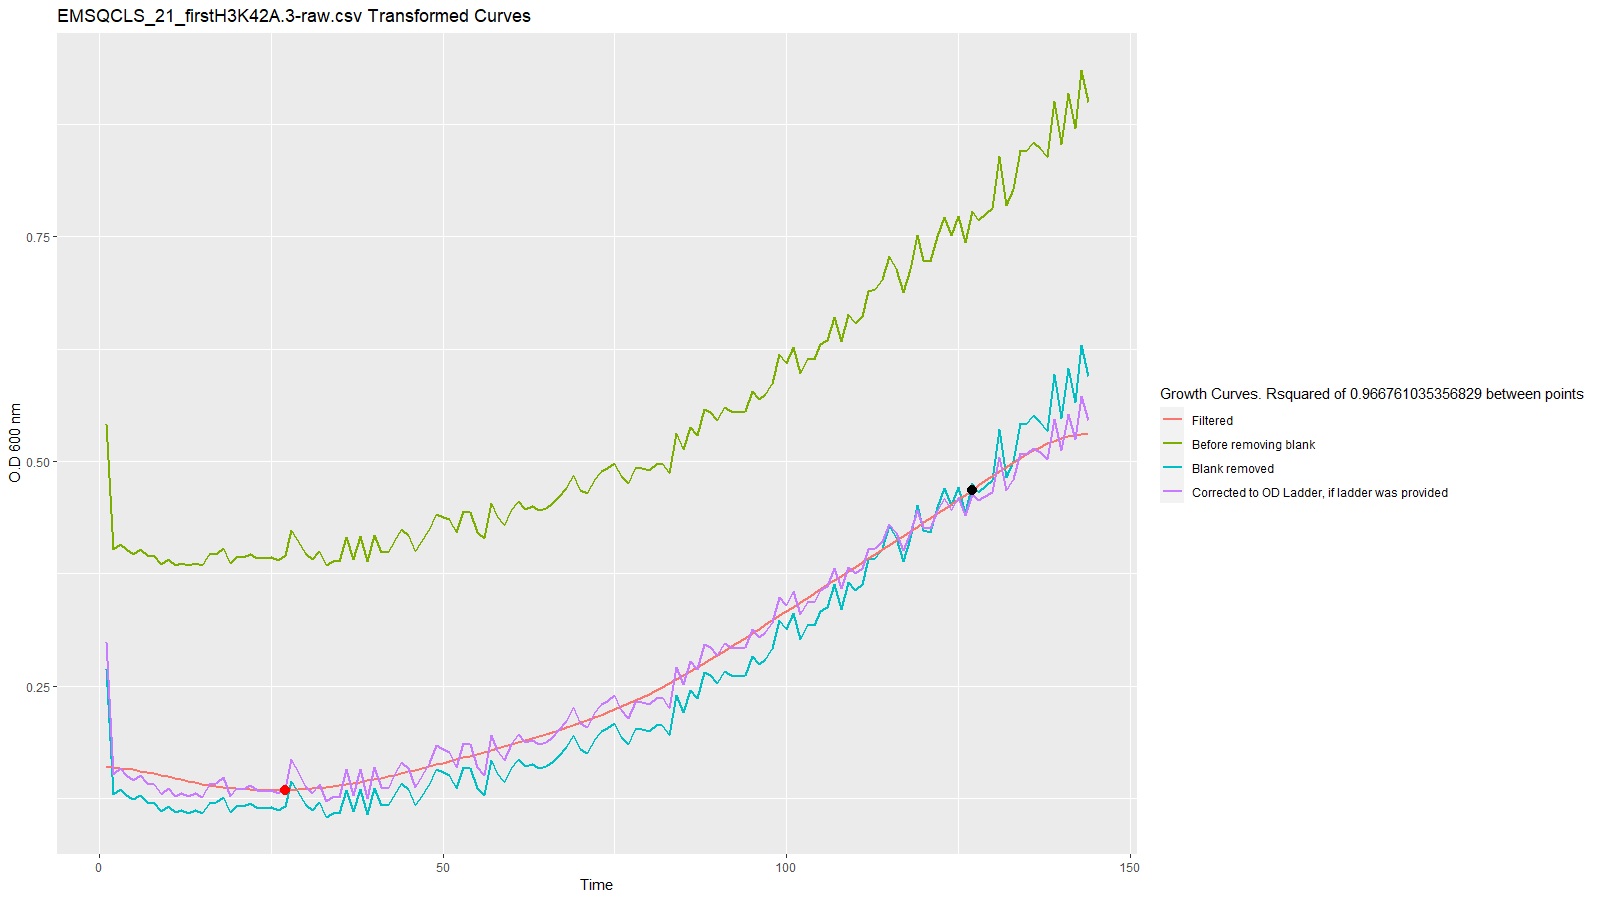 EMSQCLS_21_firstH3K42A.3-raw.csv Transformed Curves
O.D 600 nm
0.75
0.50
0.25
0
50
100
150
Time
Growth Curves. Rsquared of 0.966761035356829 between points
Filtered
Before removing blank
Blank removed
Corrected to OD Ladder, if ladder was provided